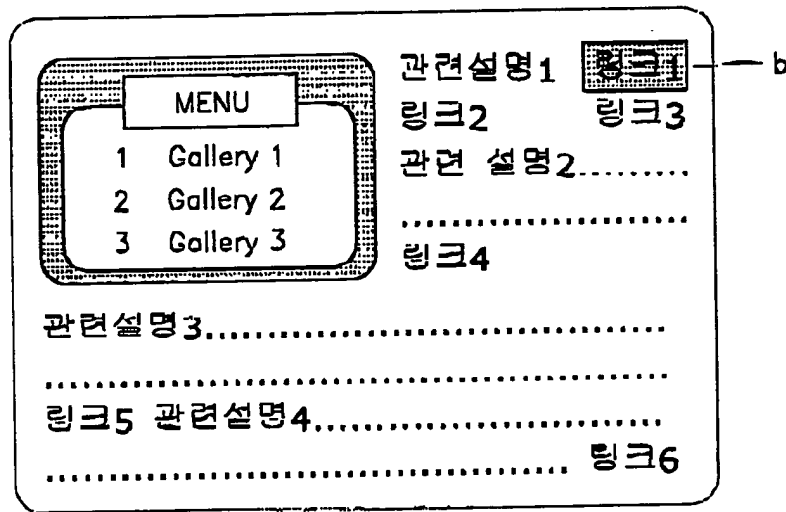 MENU
1 Gallery 1
2 Gallery 2
3 Gallery 3
관련설명1 링크1
b
링크2 링크3
관련 설명2.........
링크4
관련설명3......................................
링크5 관련설명4.............................
링크6